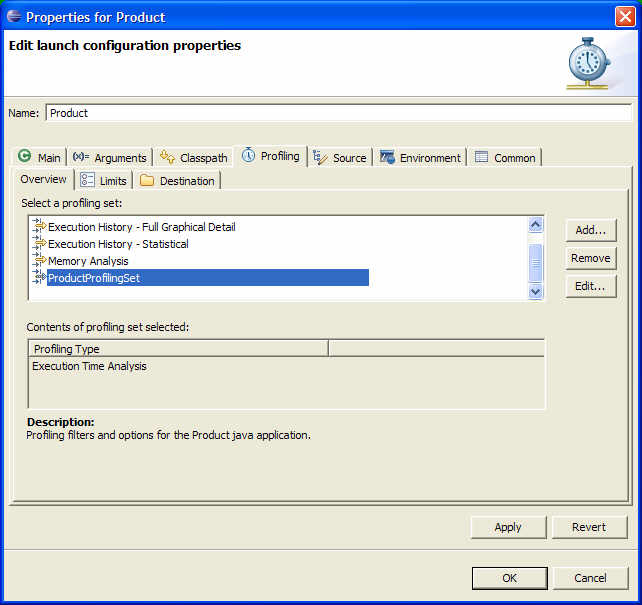 Properties for Product
Edit launch configuration properties
Name: Product
Main Arguments Classpath Profiling Source Environment Common
Overview Limits Destination
Select a profiling set:
Execution History - Full Graphical Detail
Execution History - Statistical
Memory Analysis
ProductProfilingSet
Add...
Remove
Edit...
Contents of profiling set selected:
Profiling Type
Execution Time Analysis
Description:
Profiling filters and options for the Product java application.
Apply Revert
OK Cancel